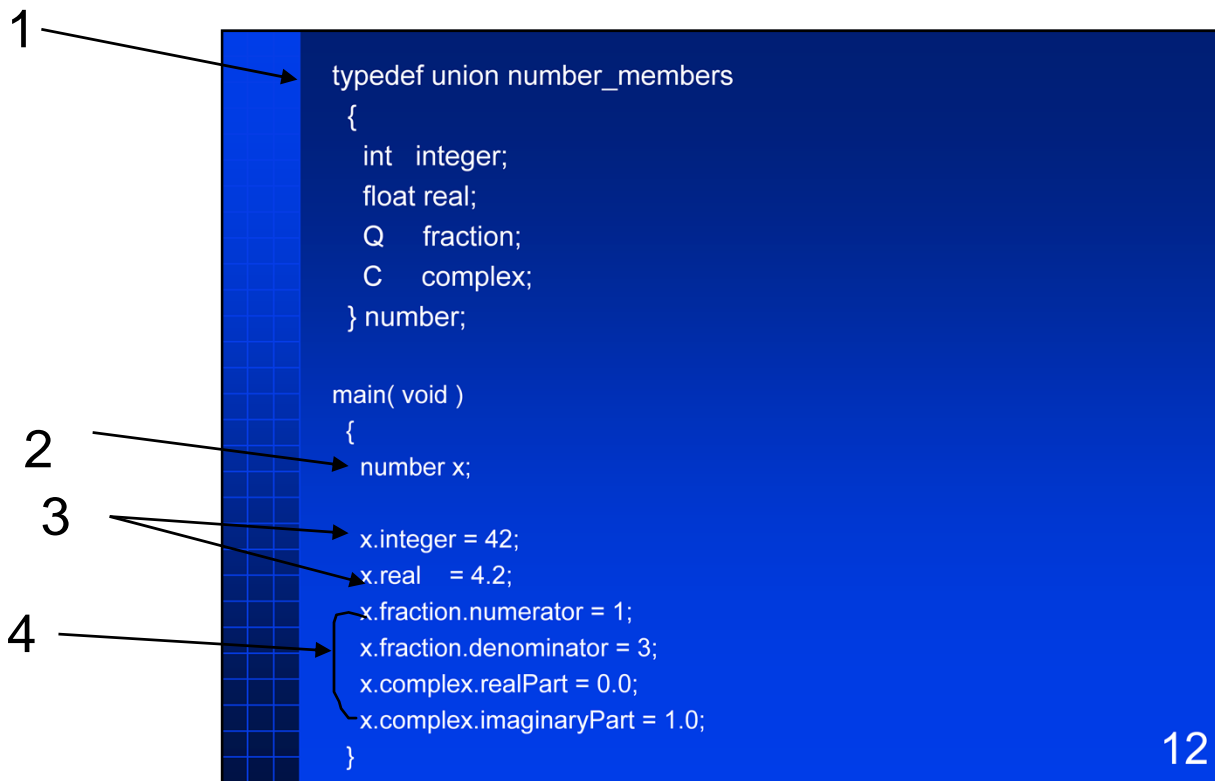 1
typedef union number_members
{
int integer;
float real;
Q fraction;
C complex;
} number;
main( void )
{
2
number x;
3
x.integer = 42;
x.real = 4.2;
x.fraction.numerator = 1;
4
x.fraction.denominator = 3;
x.complex.realPart = 0.0;
x.complex.imaginaryPart = 1.0;
}
12